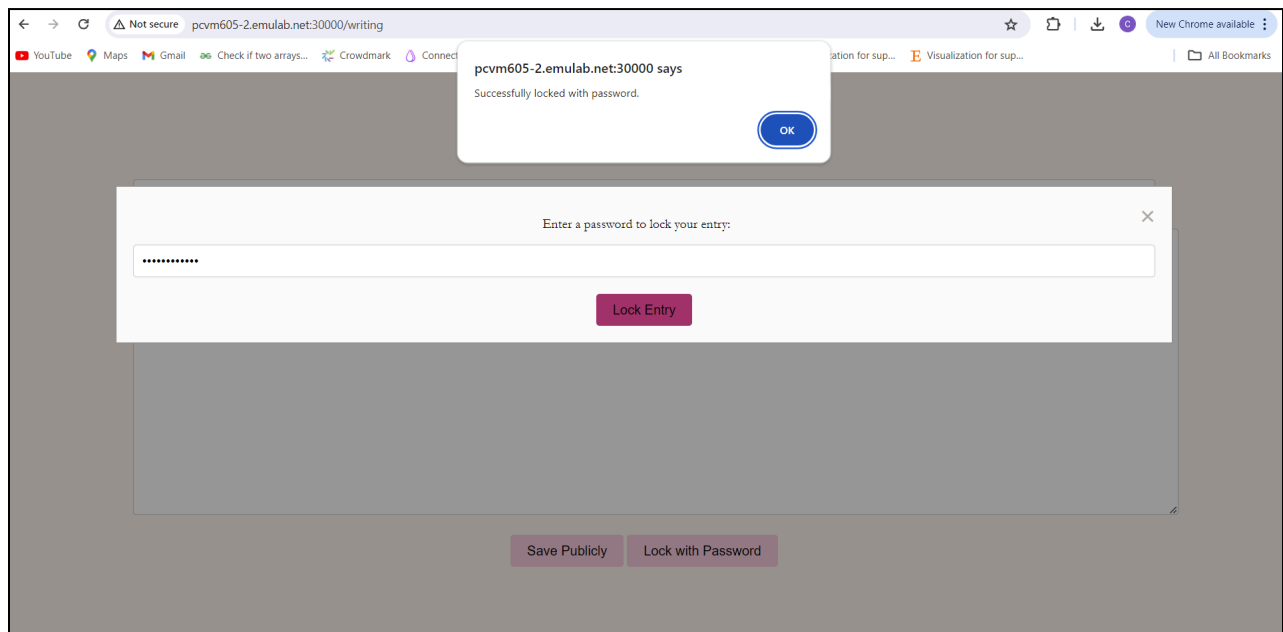 Not secure pcvm605-2.emulab.net:30000/writing New Chrome available
YouTube Maps Gmail Check if two arrays... Crowdmark Connect ation for sup... Visualization for sup... All Bookmarks
pcvm605-2.emulab.net:30000 says
Successfully locked with password.
OK
Enter a password to lock your entry:
••••••••••••
Lock Entry
Save Publicly Lock with Password